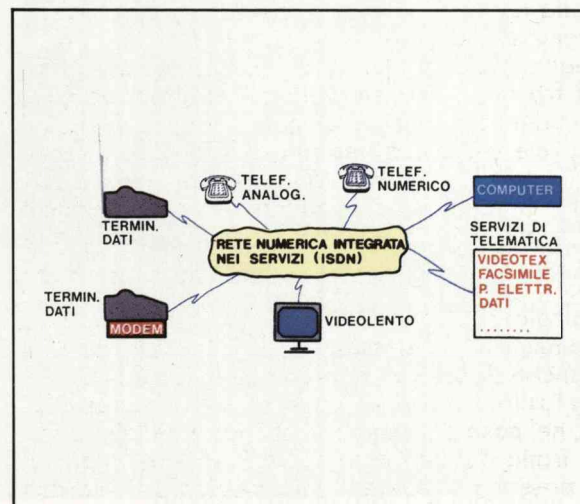 TELEF.
ANALOG.
TELEF.
NUMERICO
COMPUTER
TERMIN.
DATI
RETE NUMERICA INTEGRATA
NEI SERVIZI (ISDN)
SERVIZI DI
TELEMATICA
VIDEOTEX
FACSIMILE
P. ELETTR.
DATI
........
TERMIN.
DATI
MODEM
VIDEOLENTO